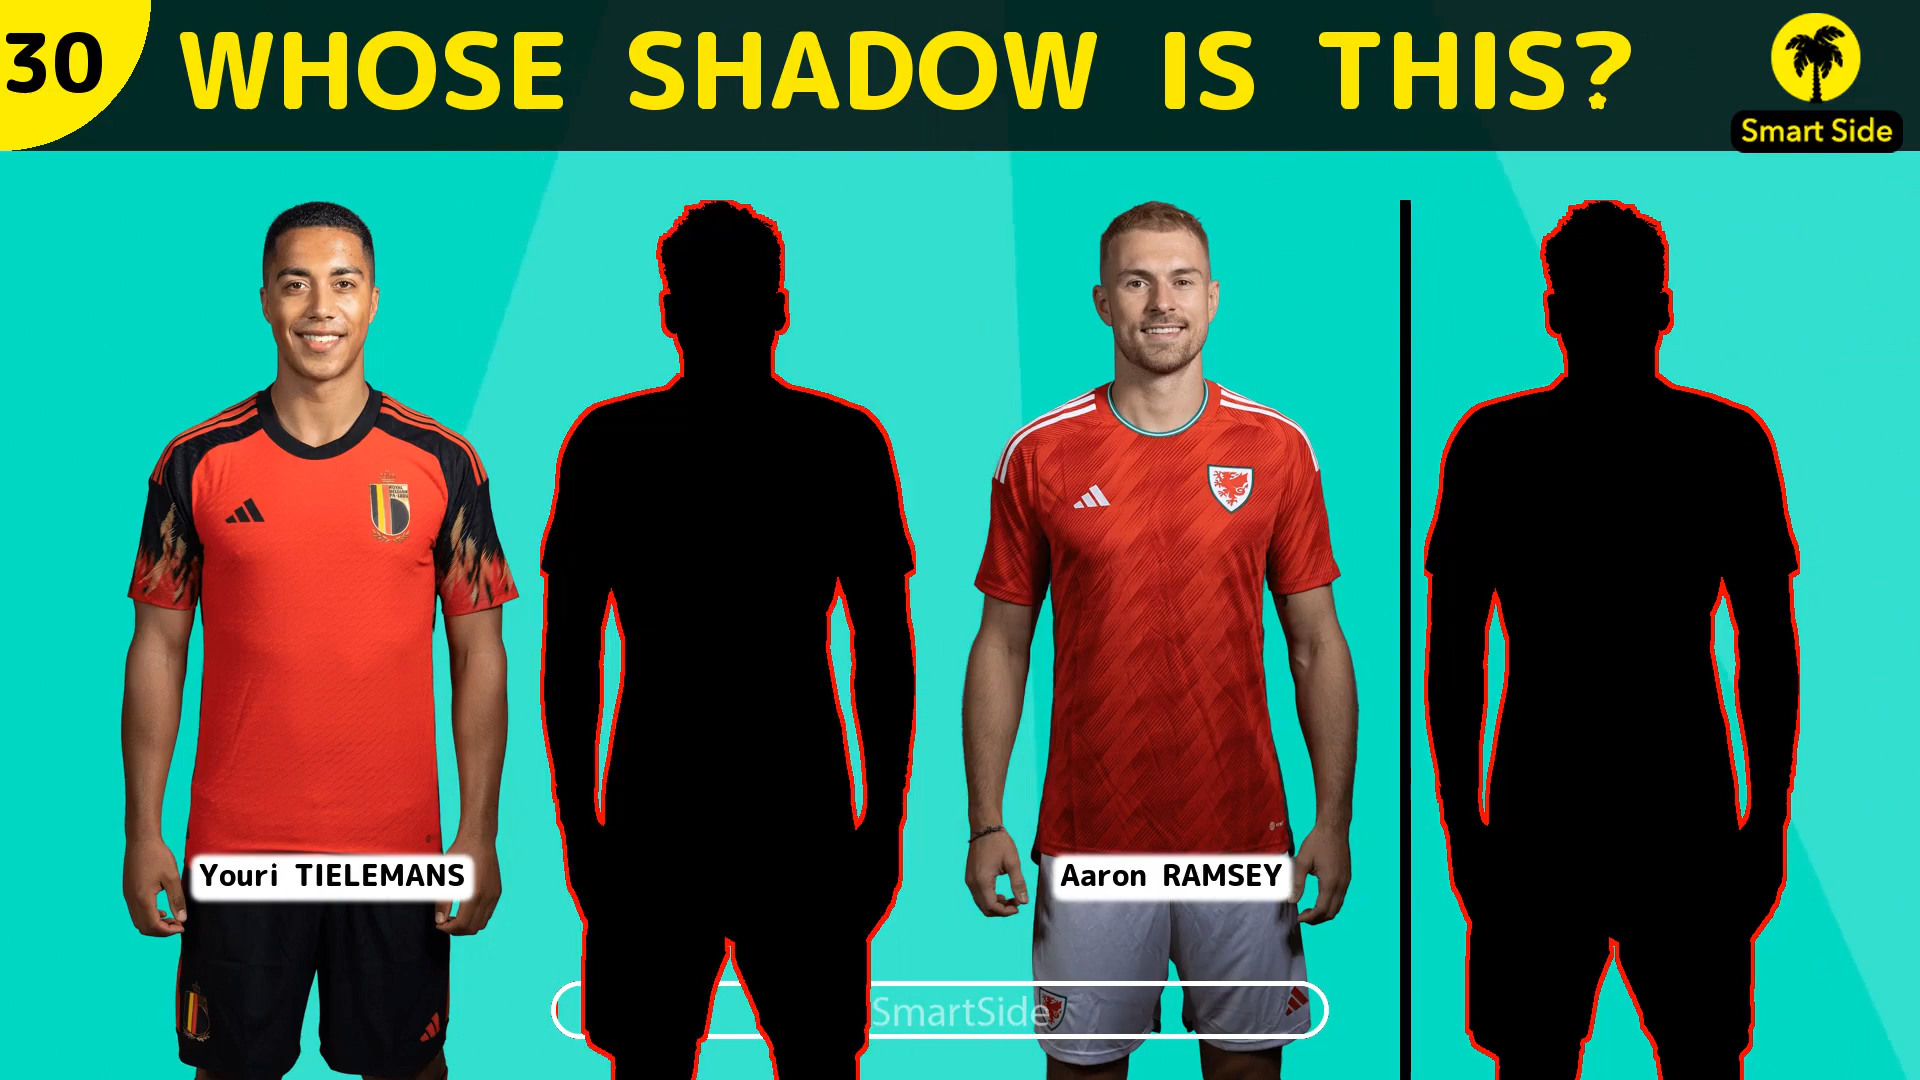 30
WHOSE SHADOW IS THIS?
Smart Side
Youri TIELEMANS
Aaron RAMSEY
SmartSide